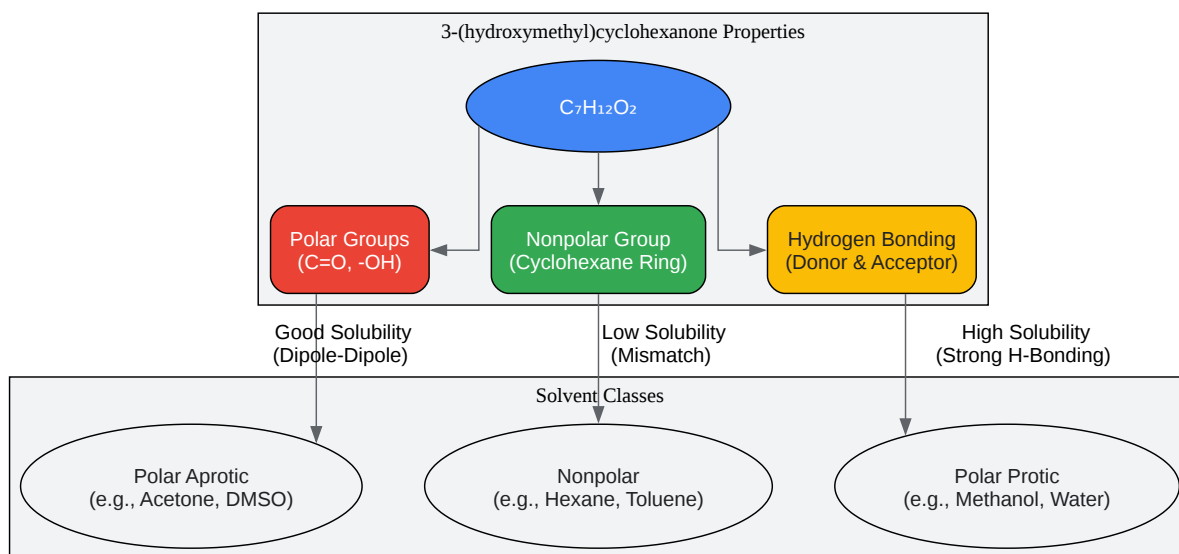 3-(hydroxymethyl)cyclohexanone Properties
C₇H₁₂O₂
Polar Groups
(C=O, -OH)
Nonpolar Group
(Cyclohexane Ring)
Hydrogen Bonding
(Donor & Acceptor)
Good Solubility
(Dipole-Dipole)
Low Solubility
(Mismatch)
High Solubility
(Strong H-Bonding)
Solvent Classes
Polar Aprotic
(e.g., Acetone, DMSO)
Nonpolar
(e.g., Hexane, Toluene)
Polar Protic
(e.g., Methanol, Water)